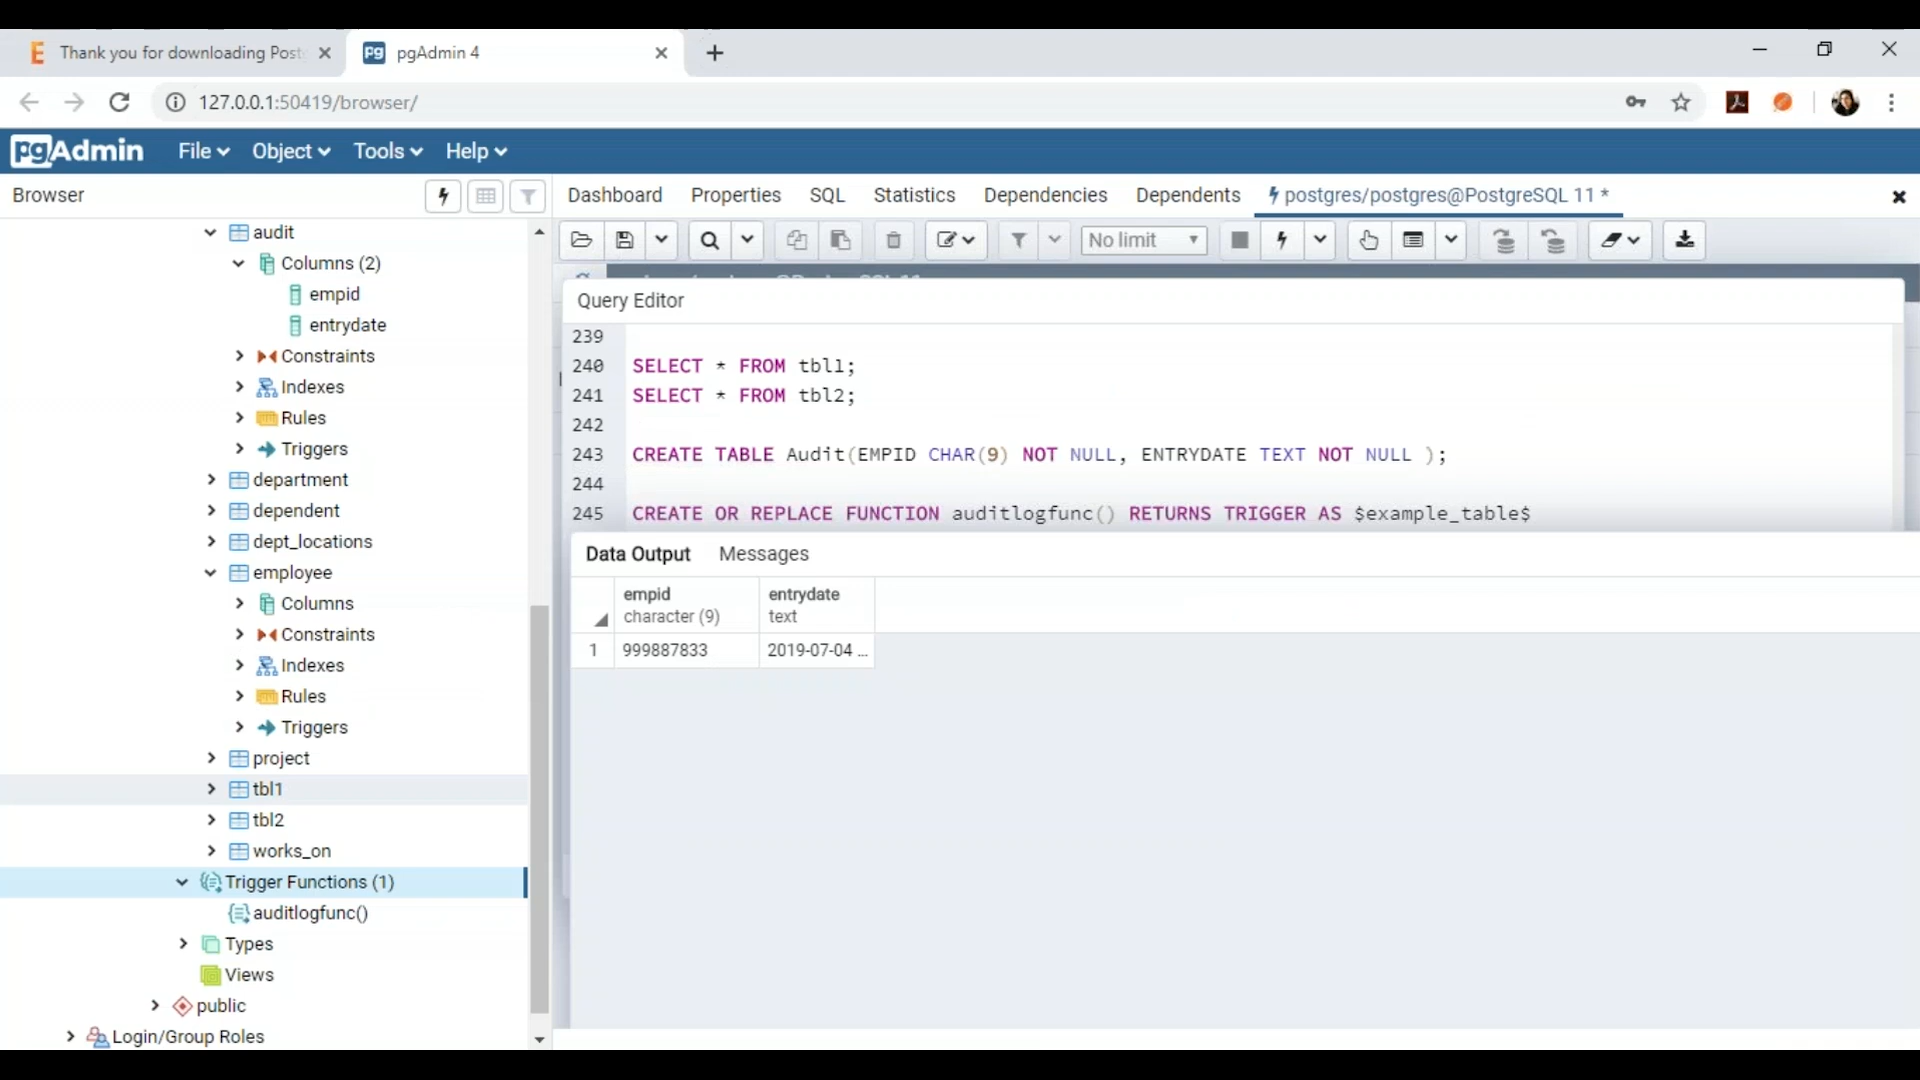 Thank you for downloading Post
pgAdmin 4
127.0.0.1:50419/browser/
pgAdmin
File
Object
Tools
Help
Browser
Dashboard
Properties
SQL
Statistics
Dependencies
Dependents
postgres/postgres@PostgreSQL 11 *
No limit
audit
Columns (2)
empid
entrydate
Constraints
Indexes
Rules
Triggers
department
dependent
dept_locations
employee
Columns
Constraints
Indexes
Rules
Triggers
project
tbl1
tbl2
works_on
Trigger Functions (1)
auditlogfunc()
Types
Views
public
Login/Group Roles
Query Editor
239
240 SELECT * FROM tbl1;
241 SELECT * FROM tbl2;
242
243 CREATE TABLE Audit(EMPID CHAR(9) NOT NULL, ENTRYDATE TEXT NOT NULL );
244
245 CREATE OR REPLACE FUNCTION auditlogfunc() RETURNS TRIGGER AS $example_table$
Data Output
Messages
empid
character (9)
entrydate
text
1 999887833 2019-07-04 ...